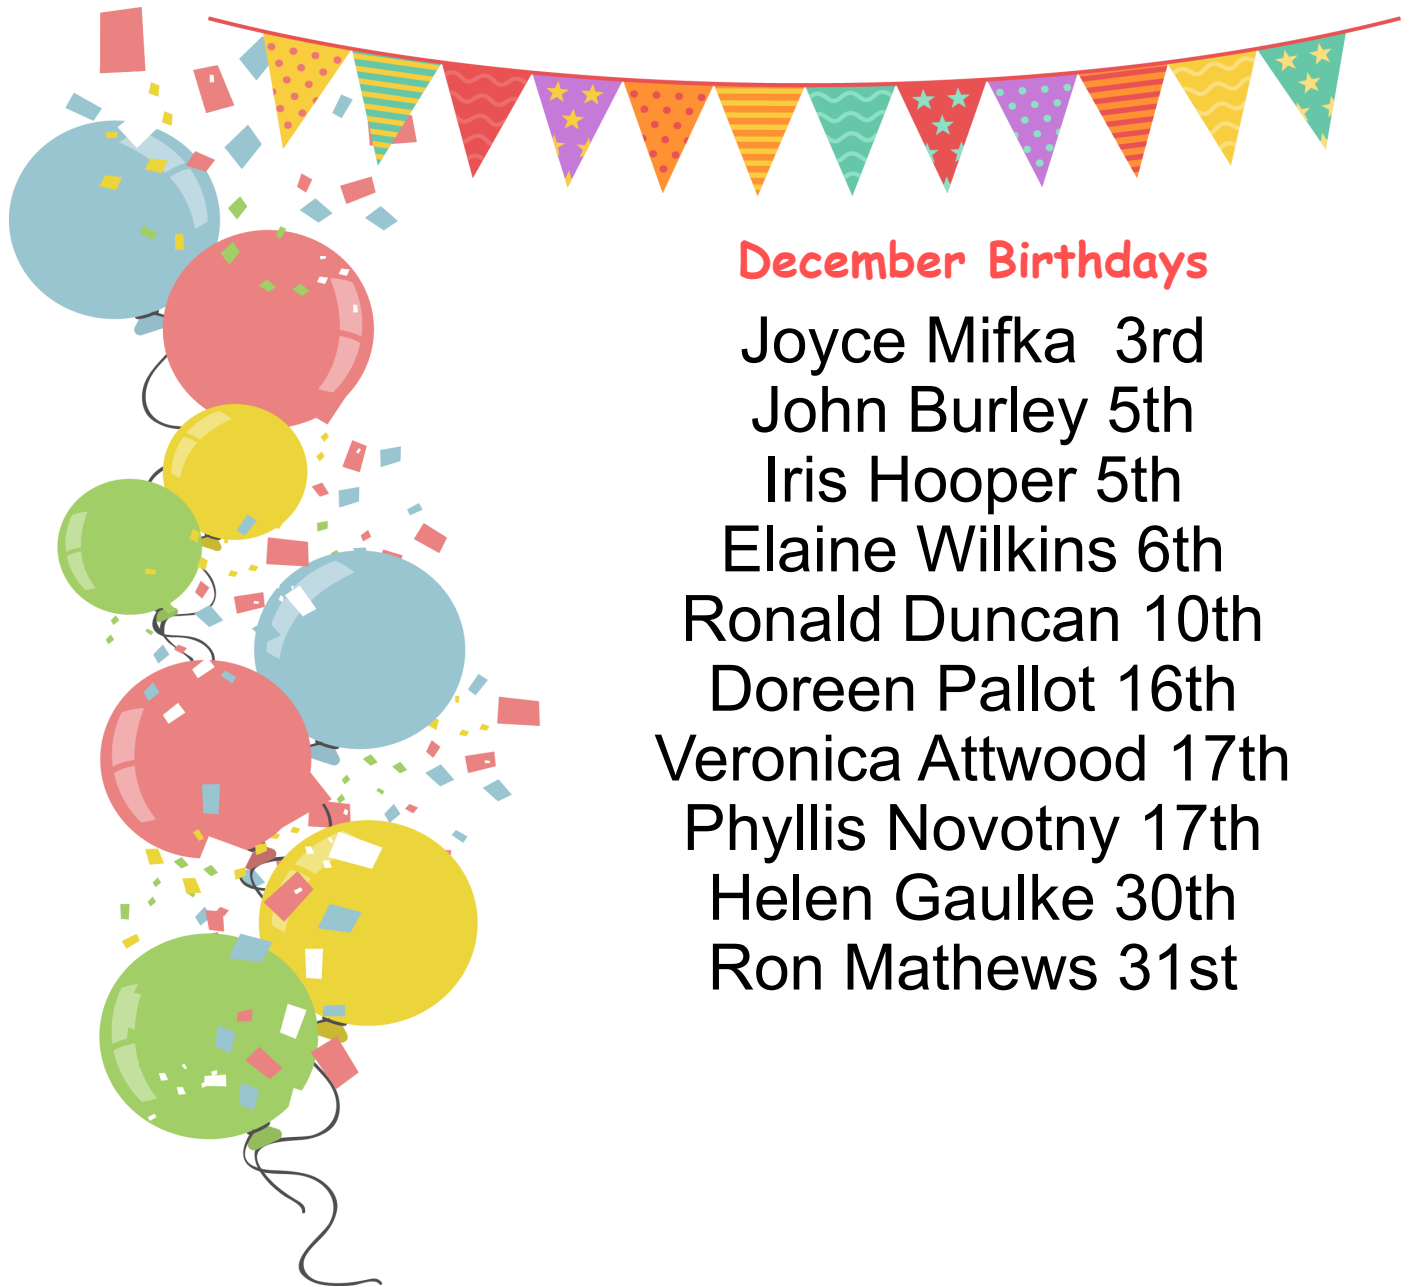 December Birthdays
Joyce Mifka  3rd
John Burley 5th
Iris Hooper 5th
Elaine Wilkins 6th
Ronald Duncan 10th
Doreen Pallot 16th
Veronica Attwood 17th
Phyllis Novotny 17th
Helen Gaulke 30th
Ron Mathews 31st